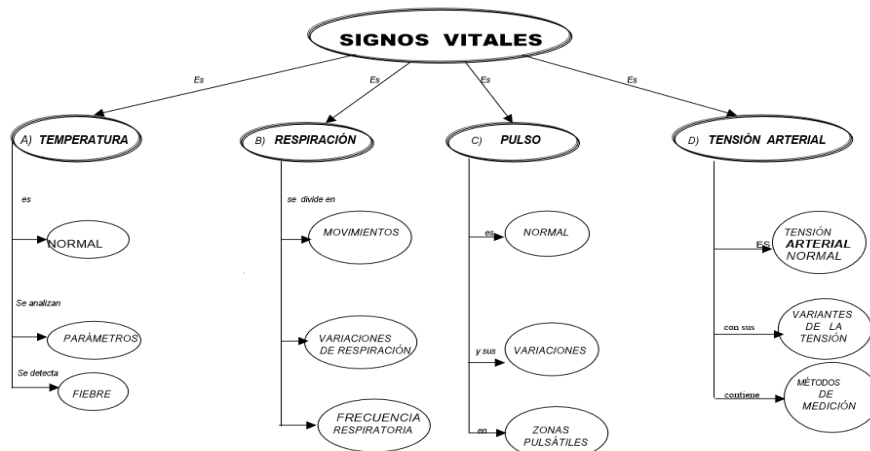 SIGNOS VITALES
Es
Es
Es
Es
A) TEMPERATURA
es
NORMAL
Se analizan
PARÁMETROS
Se detecta
FIEBRE
B) RESPIRACIÓN
se divide en
MOVIMIENTOS
VARIACIONES
DE RESPIRACIÓN
FRECUENCIA
RESPIRATORIA
C) PULSO
es
NORMAL
y sus
VARIACIONES
en
ZONAS
PULSÁTILES
D) TENSIÓN ARTERIAL
ES
TENSIÓN
ARTERIAL
NORMAL
con sus
VARIANTES
DE LA
TENSIÓN
contiene
MÉTODOS
DE
MEDICIÓN